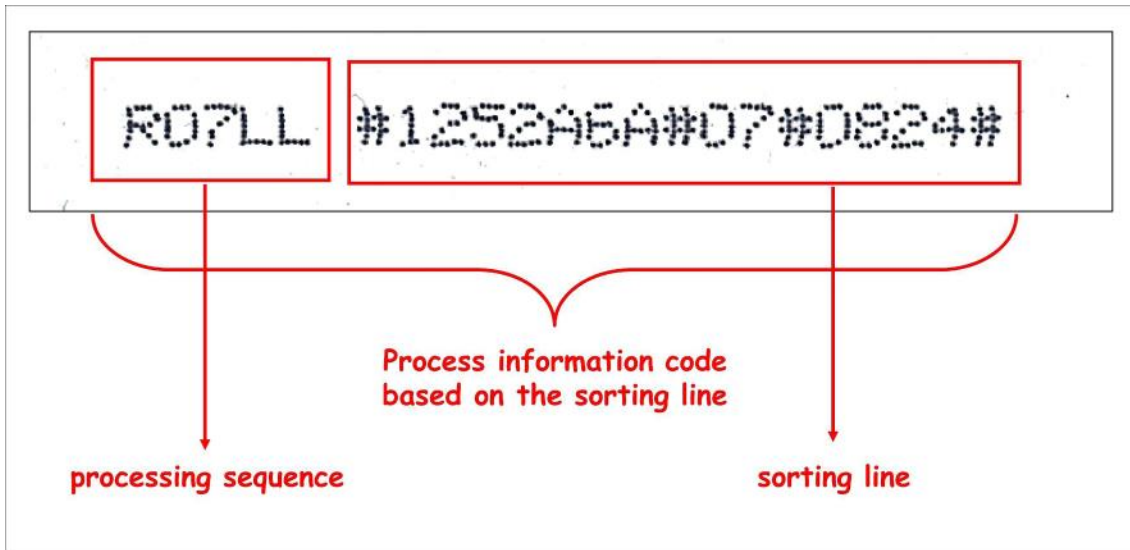 R07LL #1252A6A#07#0824#
Process information code
based on the sorting line
processing sequence sorting line